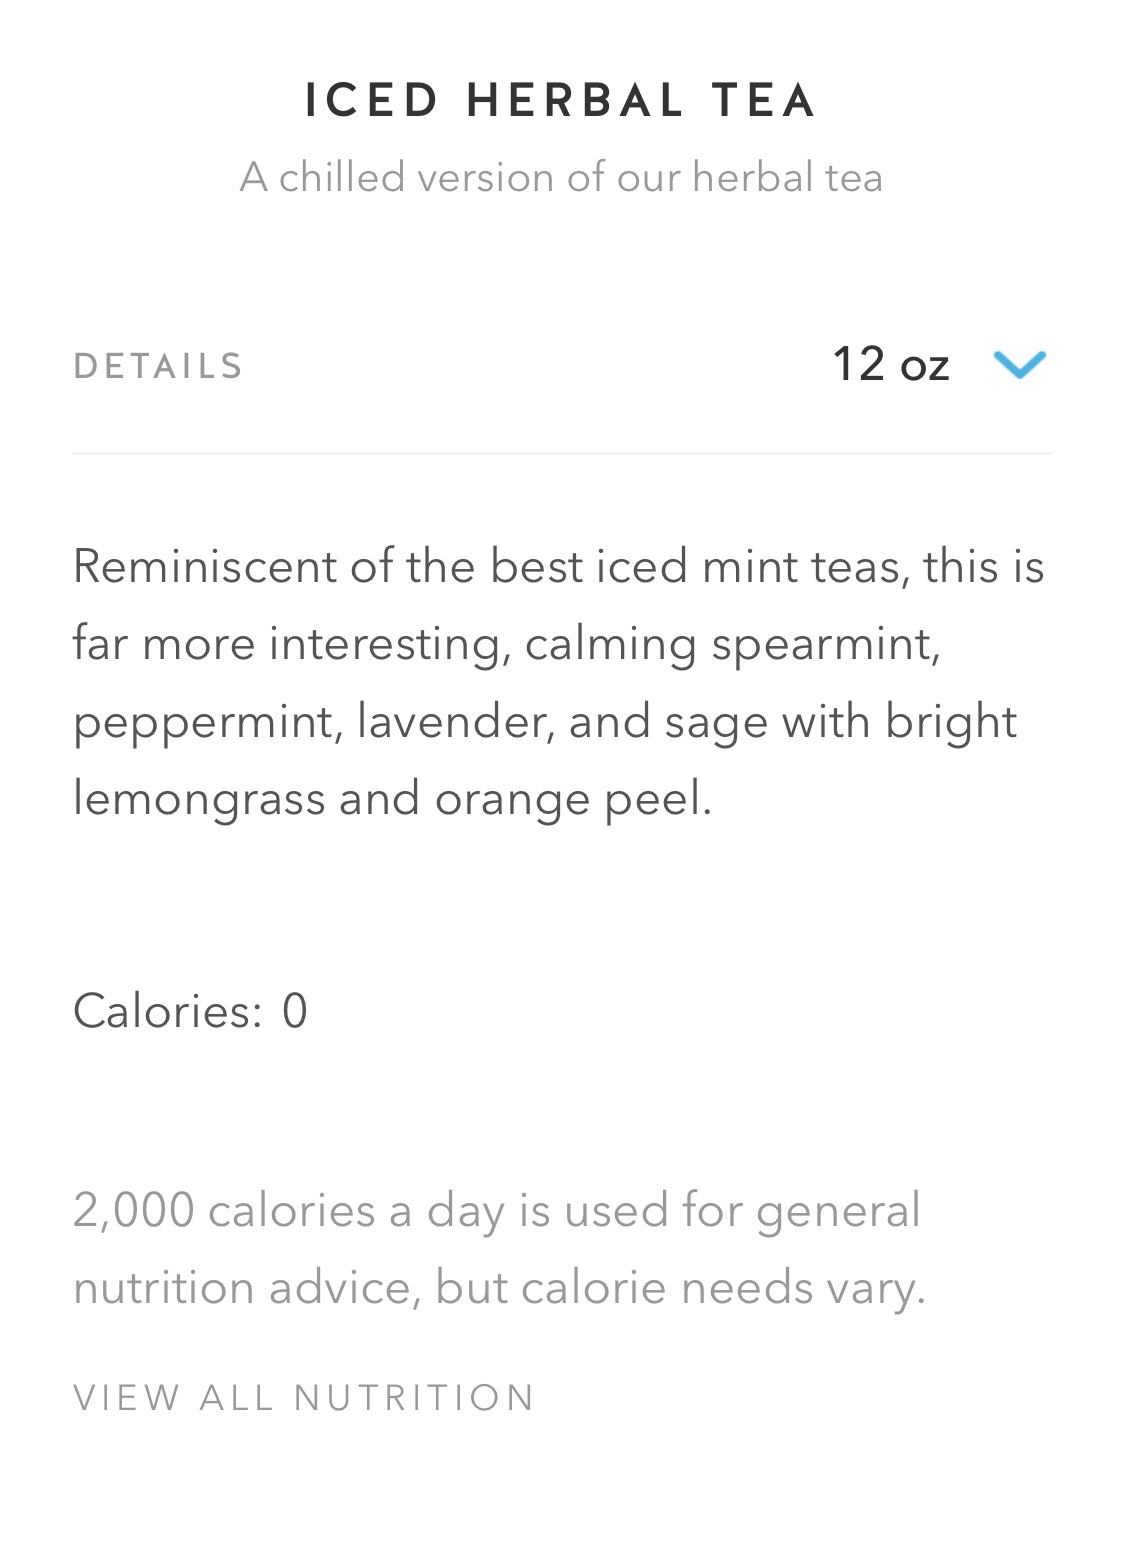 ICED HERBAL TEA
A chilled version of our herbal tea
DETAILS 12 oz
Reminiscent of the best iced mint teas, this is
far more interesting, calming spearmint,
peppermint, lavender, and sage with bright
lemongrass and orange peel.
Calories: 0
2,000 calories a day is used for general
nutrition advice, but calorie needs vary.
VIEW ALL NUTRITION